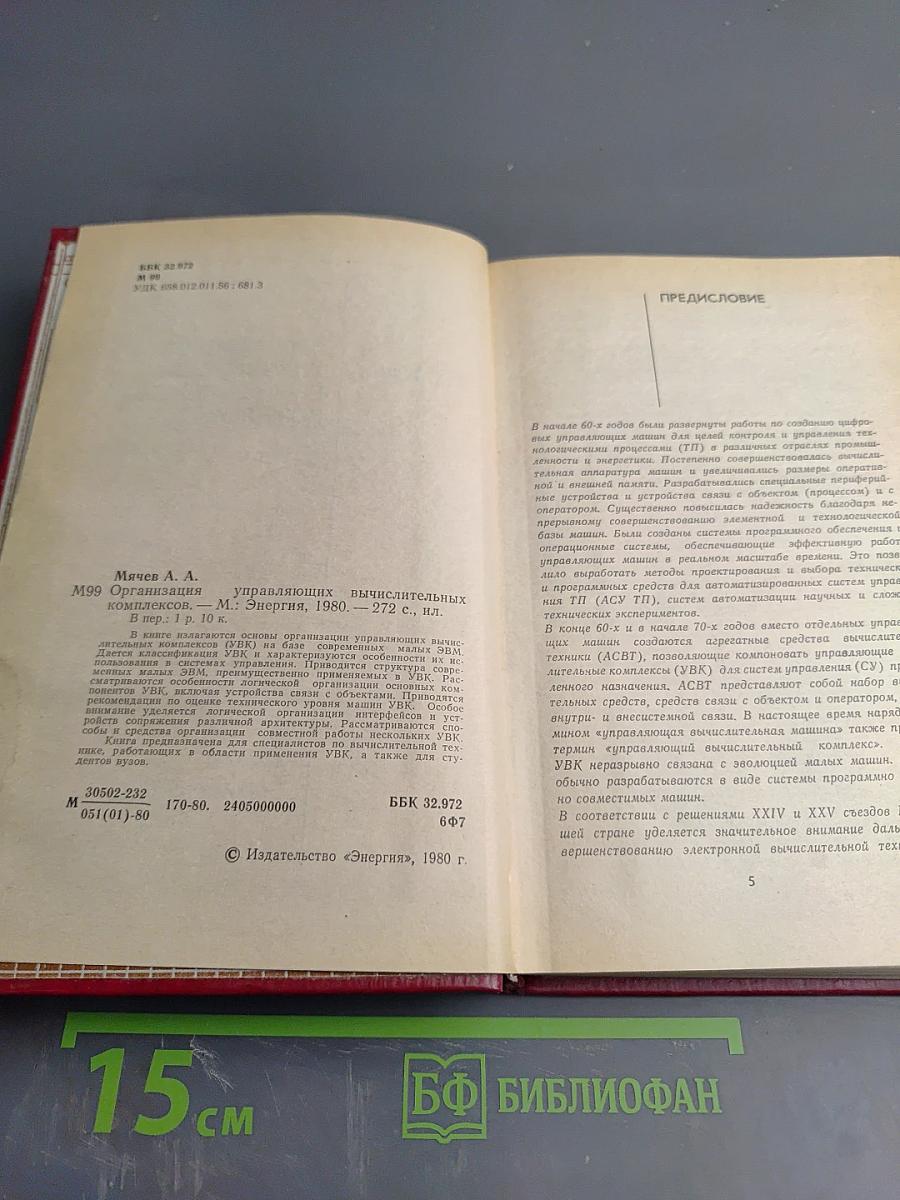 ББК 32.972
М 99
УДК 658.012.011.56 : 681.3
Мячев А. А.
М99 Организация управляющих вычислительных
комплексов. — М.: Энергия, 1980. — 272 с., ил.
В пер.: 1 р. 10 к.
В книге излагаются основы организации управляющих вычис-
лительных комплексов (УВК) на базе современных малых ЭВМ.
Дается классификация УВК и характеризуются особенности их ис-
пользования в системах управления. Приводится структура совре-
менных малых ЭВМ, преимущественно применяемых в УВК. Рас-
сматриваются особенности логической организации основных ком-
понентов УВК, включая устройства связи с объектами. Приводятся
рекомендации по оценке технического уровня машин УВК. Особое
внимание уделяется логической организации интерфейсов и уст-
ройств сопряжения различной архитектуры. Рассматриваются спо-
собы и средства организации совместной работы нескольких УВК.
Книга предназначена для специалистов по вычислительной тех-
нике, работающих в области применения УВК, а также для сту-
дентов вузов.
М 30502-232
051(01)-80 170-80. 2405000000 ББК 32.972
6Ф7
© Издательство «Энергия», 1980 г.
ПРЕДИСЛОВИЕ
В начале 60-х годов были развернуты работы по созданию цифро-
вых управляющих машин для целей контроля и управления тех-
нологическими процессами (ТП) в различных отраслях промыш-
ленности и энергетики. Постепенно совершенствовалась вычисли-
тельная аппаратура машин и увеличивались размеры оператив-
ной и внешней памяти. Разрабатывались специальные периферий-
ные устройства и устройства связи с объектом (процессом) и с
оператором. Существенно повысилась надежность благодаря не-
прерывному совершенствованию элементной и технологической
базы машин. Были созданы системы программного обеспечения и
операционные системы, обеспечивающие эффективную работ
управляющих машин в реальном масштабе времени. Это позв
лило выработать методы проектирования и выбора техническ
и программных средств для автоматизированных систем управ
ния ТП (АСУ ТП), систем автоматизации научных и слож
технических экспериментов.
В конце 60-х и в начале 70-х годов вместо отдельных управ
щих машин создаются агрегатные средства вычислите
техники (АСВТ), позволяющие компоновать управляющие
лительные комплексы (УВК) для систем управления (СУ) пр
ленного назначения. АСВТ представляют собой набор в
тельных средств, средств связи с объектом и оператором,
внутри- и внесистемной связи. В настоящее время наряд
мином «управляющая вычислительная машина» также пр
термин «управляющий вычислительный комплекс».
УВК неразрывно связана с эволюцией малых машин.
обычно разрабатываются в виде системы программно
но совместимых машин.
В соответствии с решениями XXIV и XXV съездов
шей стране уделяется значительное внимание даль
вершенствованию электронной вычислительной техн
5
15 см
БФ БИБЛИОФАН